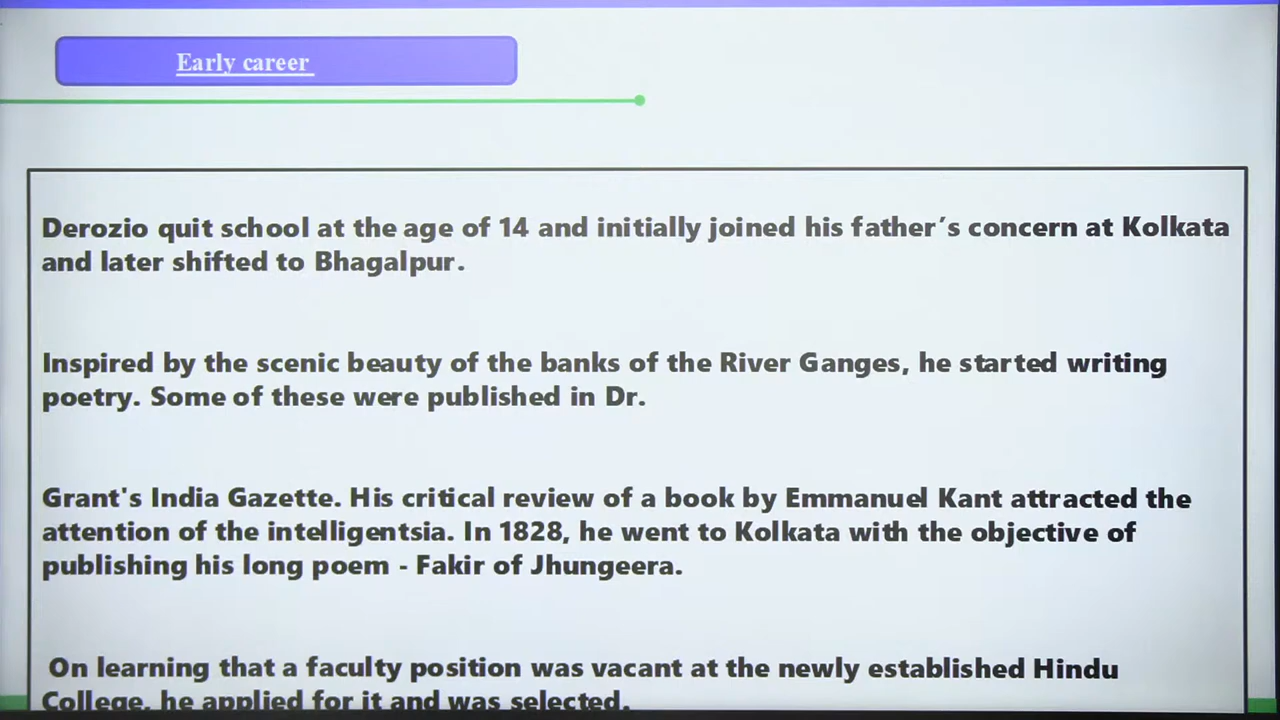 Early career
Derozio quit school at the age of 14 and initially joined his father’s concern at Kolkata
and later shifted to Bhagalpur.
Inspired by the scenic beauty of the banks of the River Ganges, he started writing
poetry. Some of these were published in Dr.
Grant's India Gazette. His critical review of a book by Emmanuel Kant attracted the
attention of the intelligentsia. In 1828, he went to Kolkata with the objective of
publishing his long poem - Fakir of Jhungeera.
On learning that a faculty position was vacant at the newly established Hindu
College, he applied for it and was selected.